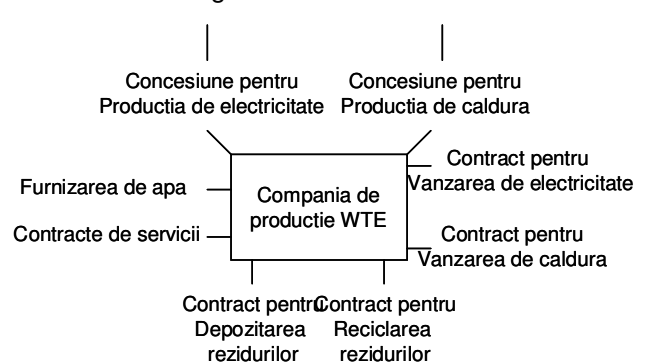 Concesiune pentru
Productia de electricitate
Concesiune pentru
Productia de caldura
Contract pentru
Vanzarea de electricitate
Furnizarea de apa
Compania de
productie WTE
Contracte de servicii
Contract pentru
Vanzarea de caldura
Contract pentru
Depozitarea
rezidurilor
Contract pentru
Reciclarea
rezidurilor